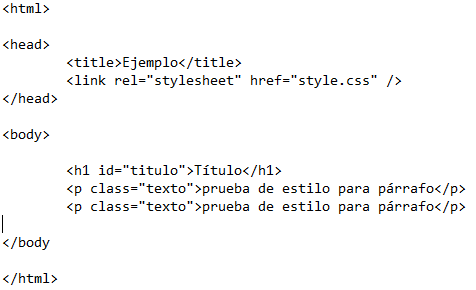 <html>
<head>
<title>Ejemplo</title>
<link rel="stylesheet" href="style.css" />
</head>
<body>
<h1 id="titulo">Título</h1>
<p class="texto">prueba de estilo para párrafo</p>
<p class="texto">prueba de estilo para párrafo</p>
</body
</html>